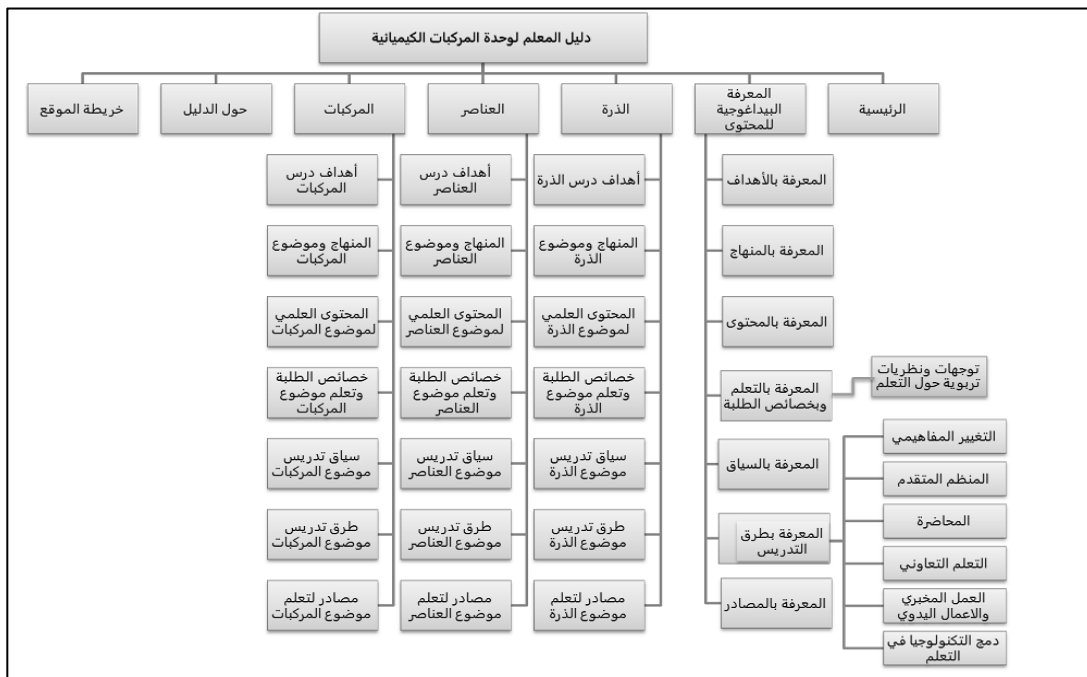 دليل المعلم لوحدة المركبات الكيميائية
الرئيسية
المعرفة
البيداغوجية
للمحتوى
الذرة
العناصر
المركبات
حول الدليل
خريطة الموقع
المعرفة بالأهداف
المعرفة بالمنهاج
المعرفة بالمحتوى
المعرفة بالتعلم
وبخصائص الطلبة
توجهات ونظريات
تربوية حول التعلم
المعرفة بالسياق
المعرفة بطرق
التدريس
التغيير المفاهيمي
المنظم المتقدم
المحاضرة
التعلم التعاوني
العمل المخبري
والاعمال اليدوي
دمج التكنولوجيا في
التعلم
المعرفة بالمصادر
أهداف درس الذرة
المنهاج وموضوع
الذرة
المحتوى العلمي
لموضوع الذرة
خصائص الطلبة
وتعلم موضوع
الذرة
سياق تدريس
موضوع الذرة
طرق تدريس
موضوع الذرة
مصادر لتعلم
موضوع الذرة
أهداف درس
العناصر
المنهاج وموضوع
العناصر
المحتوى العلمي
لموضوع العناصر
خصائص الطلبة
وتعلم موضوع
العناصر
سياق تدريس
موضوع العناصر
طرق تدريس
موضوع العناصر
مصادر لتعلم
موضوع العناصر
أهداف درس
المركبات
المنهاج وموضوع
المركبات
المحتوى العلمي
لموضوع المركبات
خصائص الطلبة
وتعلم موضوع
المركبات
سياق تدريس
موضوع المركبات
طرق تدريس
موضوع المركبات
مصادر لتعلم
موضوع المركبات